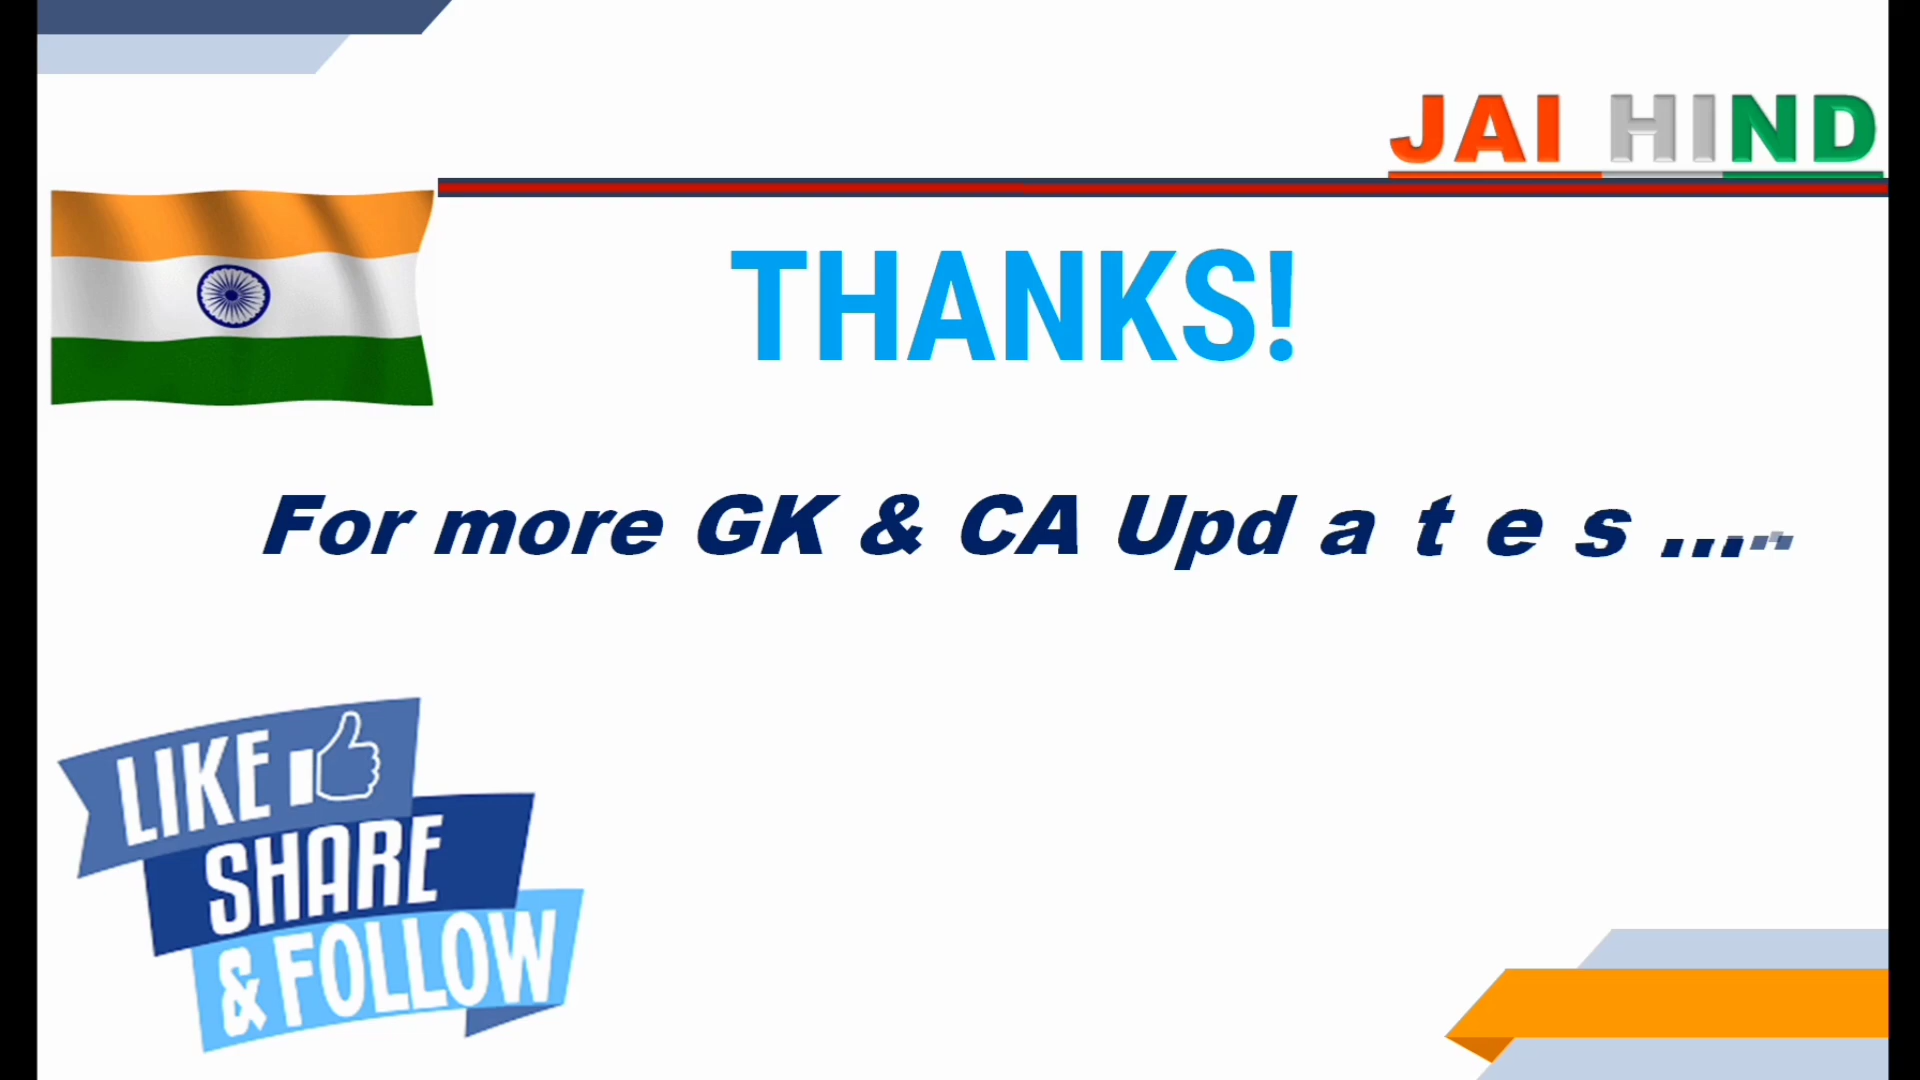 JAI HIND
THANKS!
For more GK & CA Upd a t e s .....
LIKE
SHARE
& FOLLOW